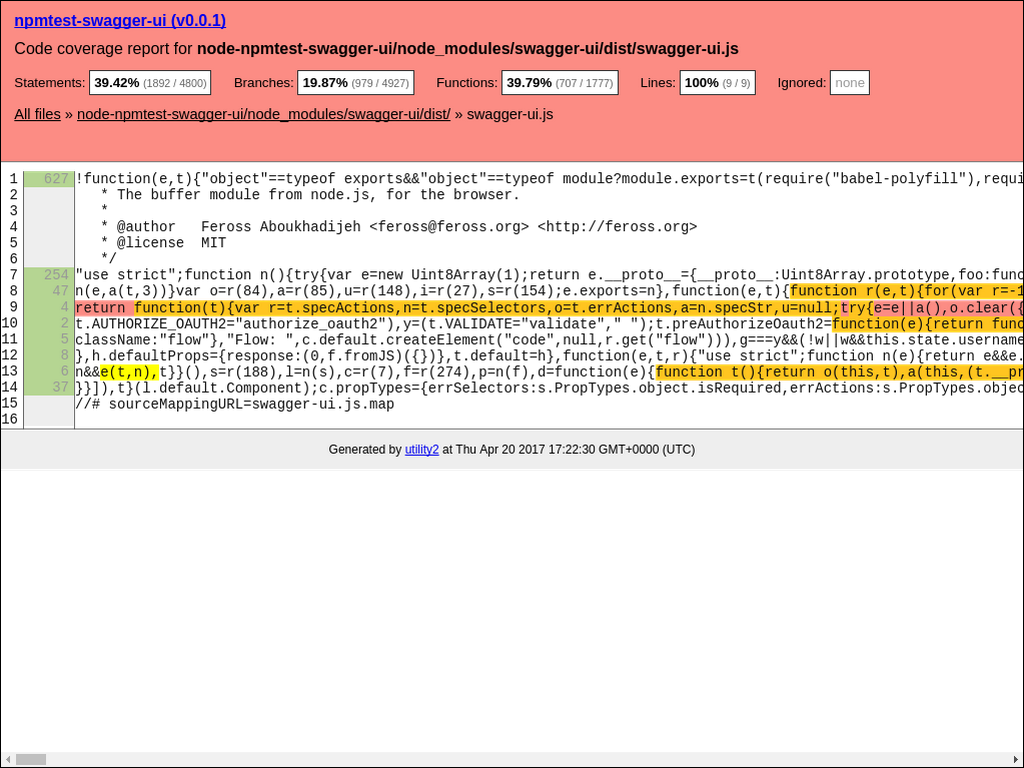 npmtest-swagger-ui (v0.0.1)
Code coverage report for node-npmtest-swagger-ui/node_modules/swagger-ui/dist/swagger-ui.js
Statements: 39.42% (1892 / 4800) Branches: 19.87% (979 / 4927) Functions: 39.79% (707 / 1777) Lines: 100% (9 / 9) Ignored: none
All files » node-npmtest-swagger-ui/node_modules/swagger-ui/dist/ » swagger-ui.js
1 627 !function(e,t){"object"==typeof exports&&"object"==typeof module?module.exports=t(require("babel-polyfill"),requi
2 * The buffer module from node.js, for the browser.
3 *
4 * @author Feross Aboukhadijeh <feross@feross.org> <http://feross.org>
5 * @license MIT
6 */
7 254 "use strict";function n(){try{var e=new Uint8Array(1);return e.__proto__={__proto__:Uint8Array.prototype,foo:func
8 47 n(e,a(t,3))}var o=r(84),a=r(85),u=r(148),i=r(27),s=r(154);e.exports=n},function(e,t){function r(e,t){for(var r=-1
9 4 return function(t){var r=t.specActions,n=t.specSelectors,o=t.errActions,a=n.specStr,u=null;try{e=e||a(),o.clear({
10 2 t.AUTHORIZE_OAUTH2="authorize_oauth2"),y=(t.VALIDATE="validate"," ");t.preAuthorizeOauth2=function(e){return func
11 5 className:"flow"},"Flow: ",c.default.createElement("code",null,r.get("flow"))),g===y&&(!w||w&&this.state.username
12 8 },h.defaultProps={response:(0,f.fromJS)({})},t.default=h},function(e,t,r){"use strict";function n(e){return e&&e.
13 6 n&&e(t,n),t}}(),s=r(188),l=n(s),c=r(7),f=r(274),p=n(f),d=function(e){function t(){return o(this,t),a(this,(t.__pr
14 37 }}]),t}(l.default.Component);c.propTypes={errSelectors:s.PropTypes.object.isRequired,errActions:s.PropTypes.objec
15 //# sourceMappingURL=swagger-ui.js.map
16
Generated by utility2 at Thu Apr 20 2017 17:22:30 GMT+0000 (UTC)